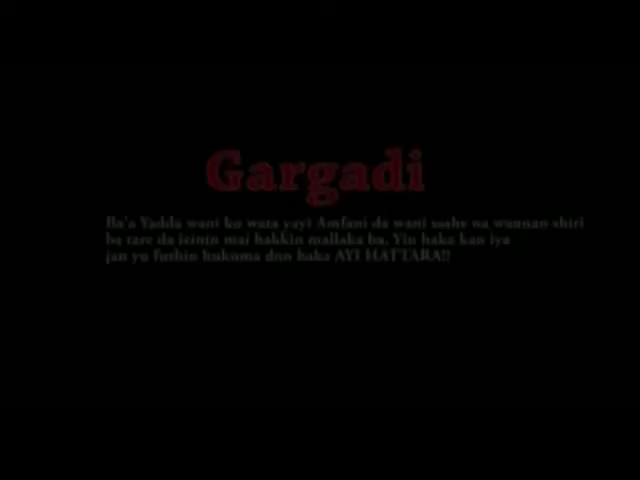 Gargadi
Ba'a Yadda wani ko wata yayi Amfani da wani sashe na wannan shiri
ba tare da izinin mai hakkin mallaka ba, Yin haka kan iya
jan yu fushin hukuma don haka AYI HATTARA!!